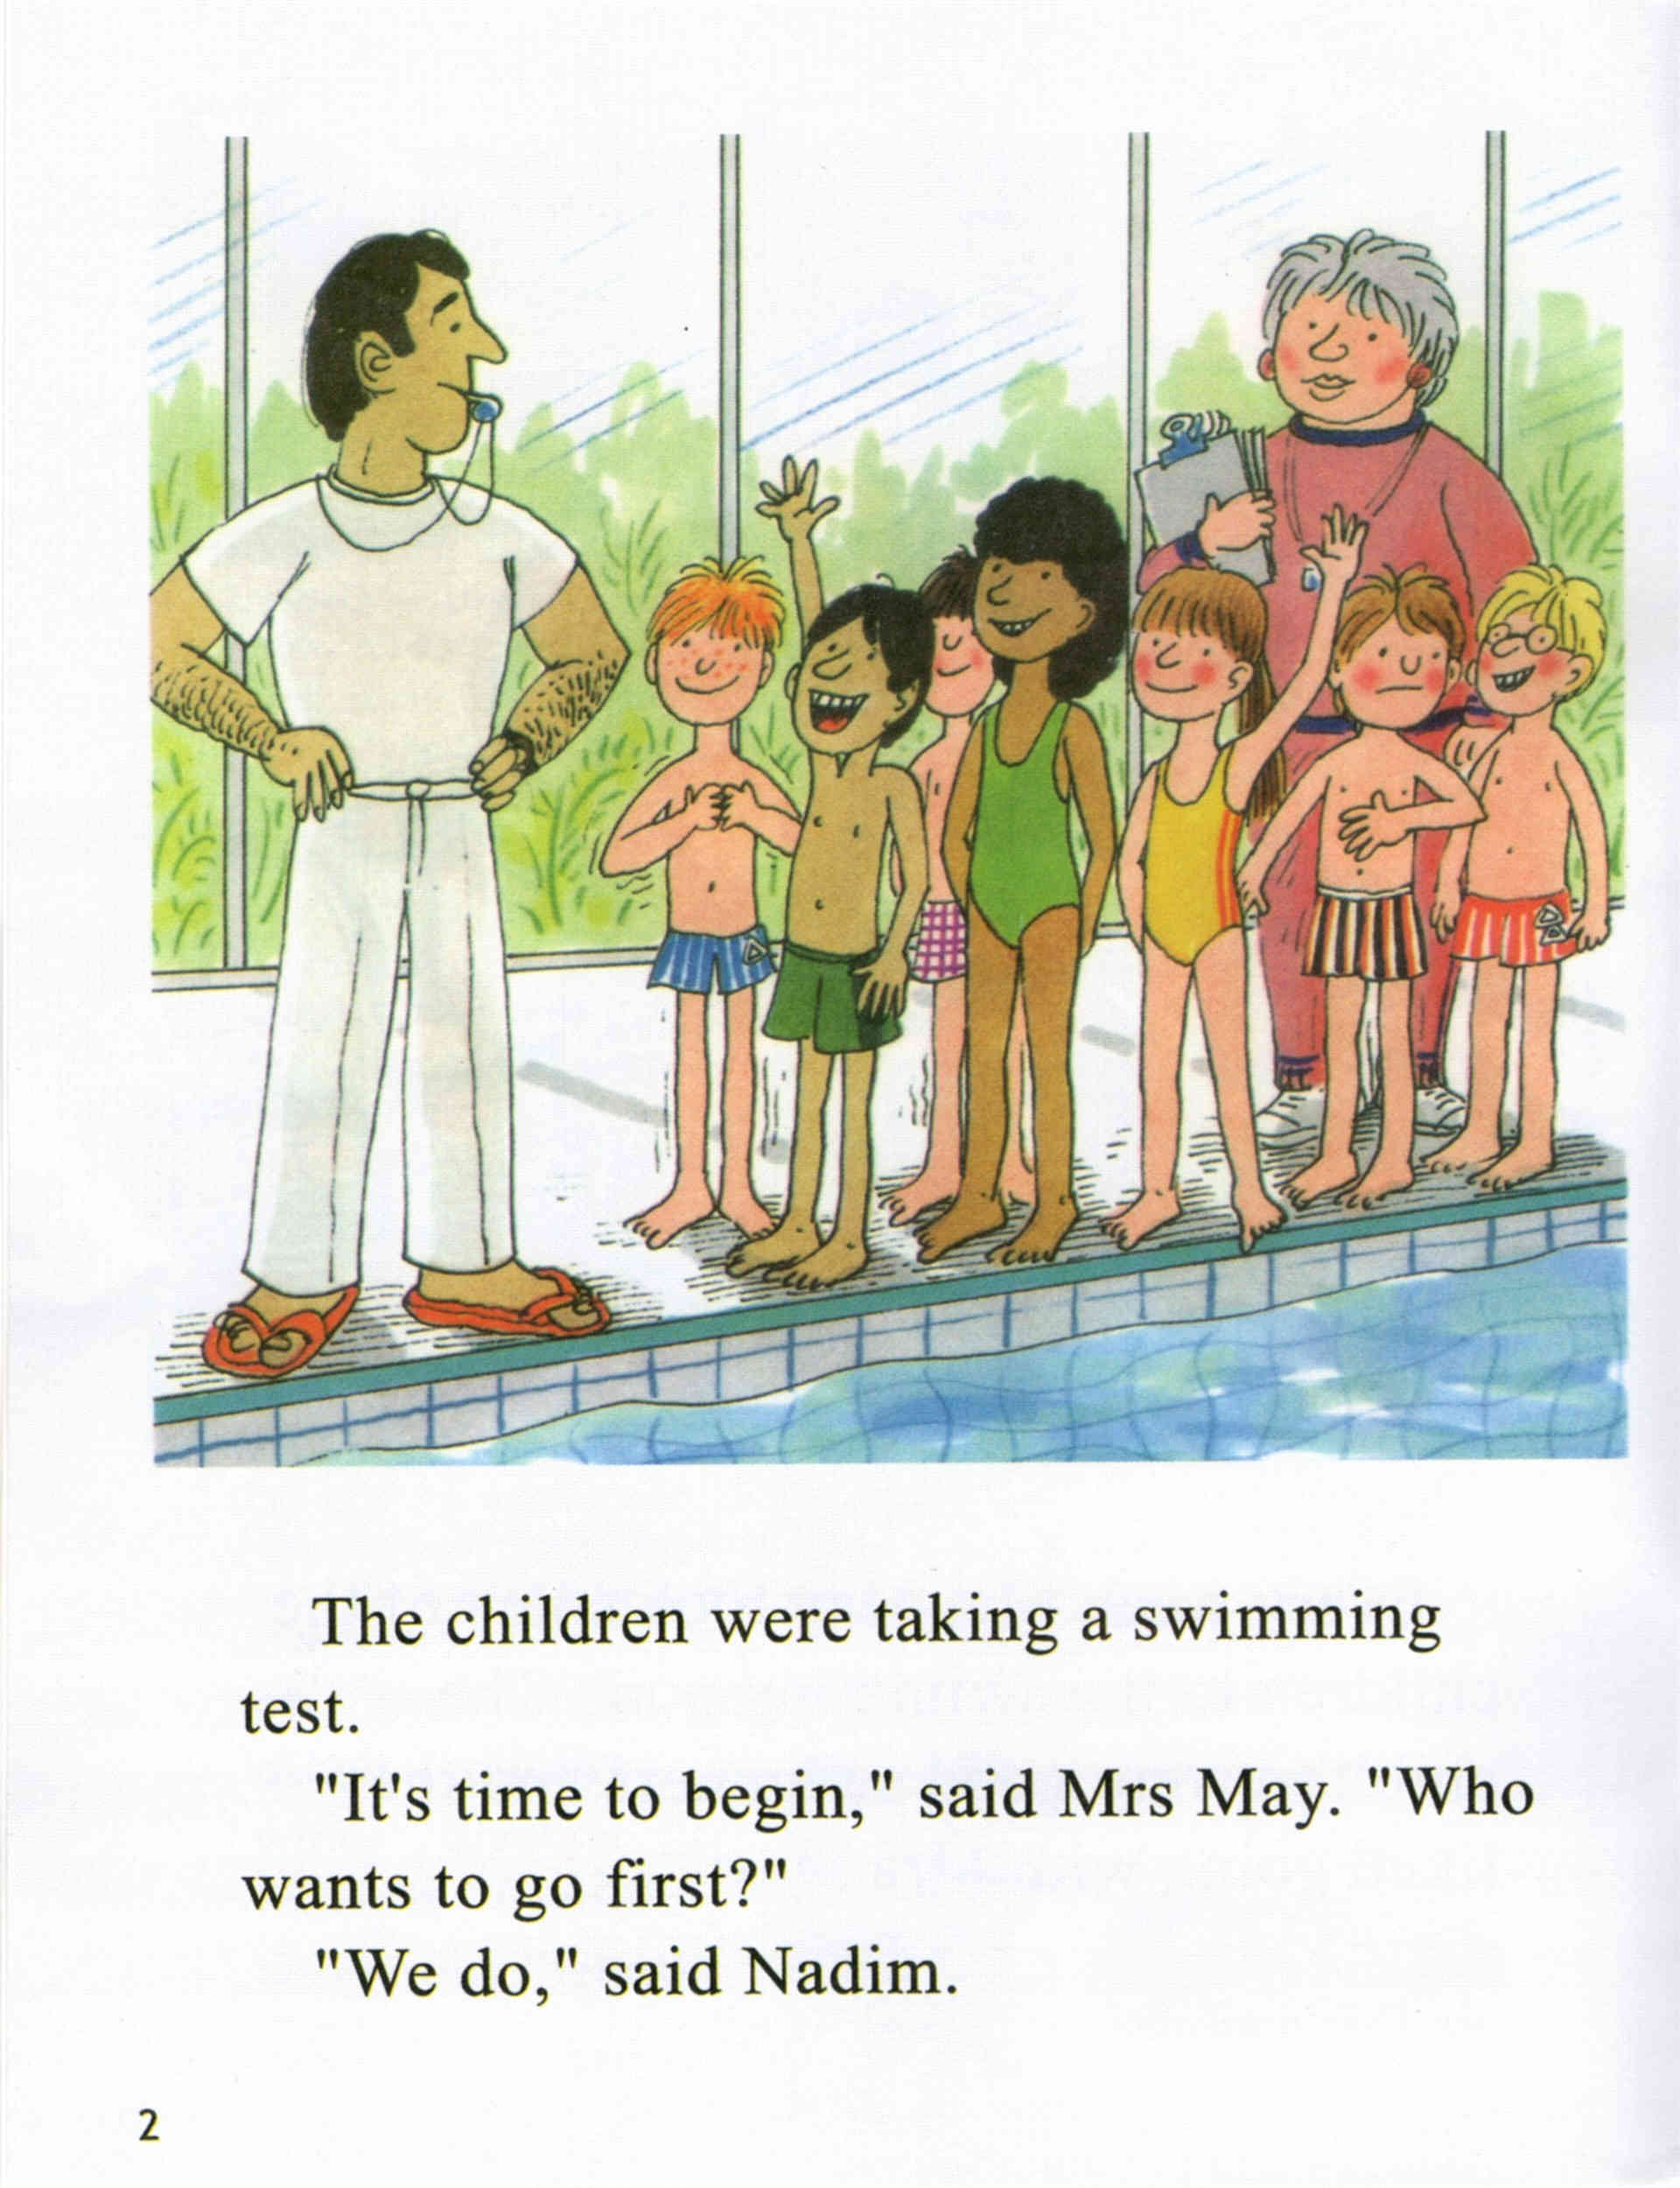 The children were taking a swimming
test.
"It's time to begin," said Mrs May. "Who
wants to go first?"
"We do," said Nadim.
2